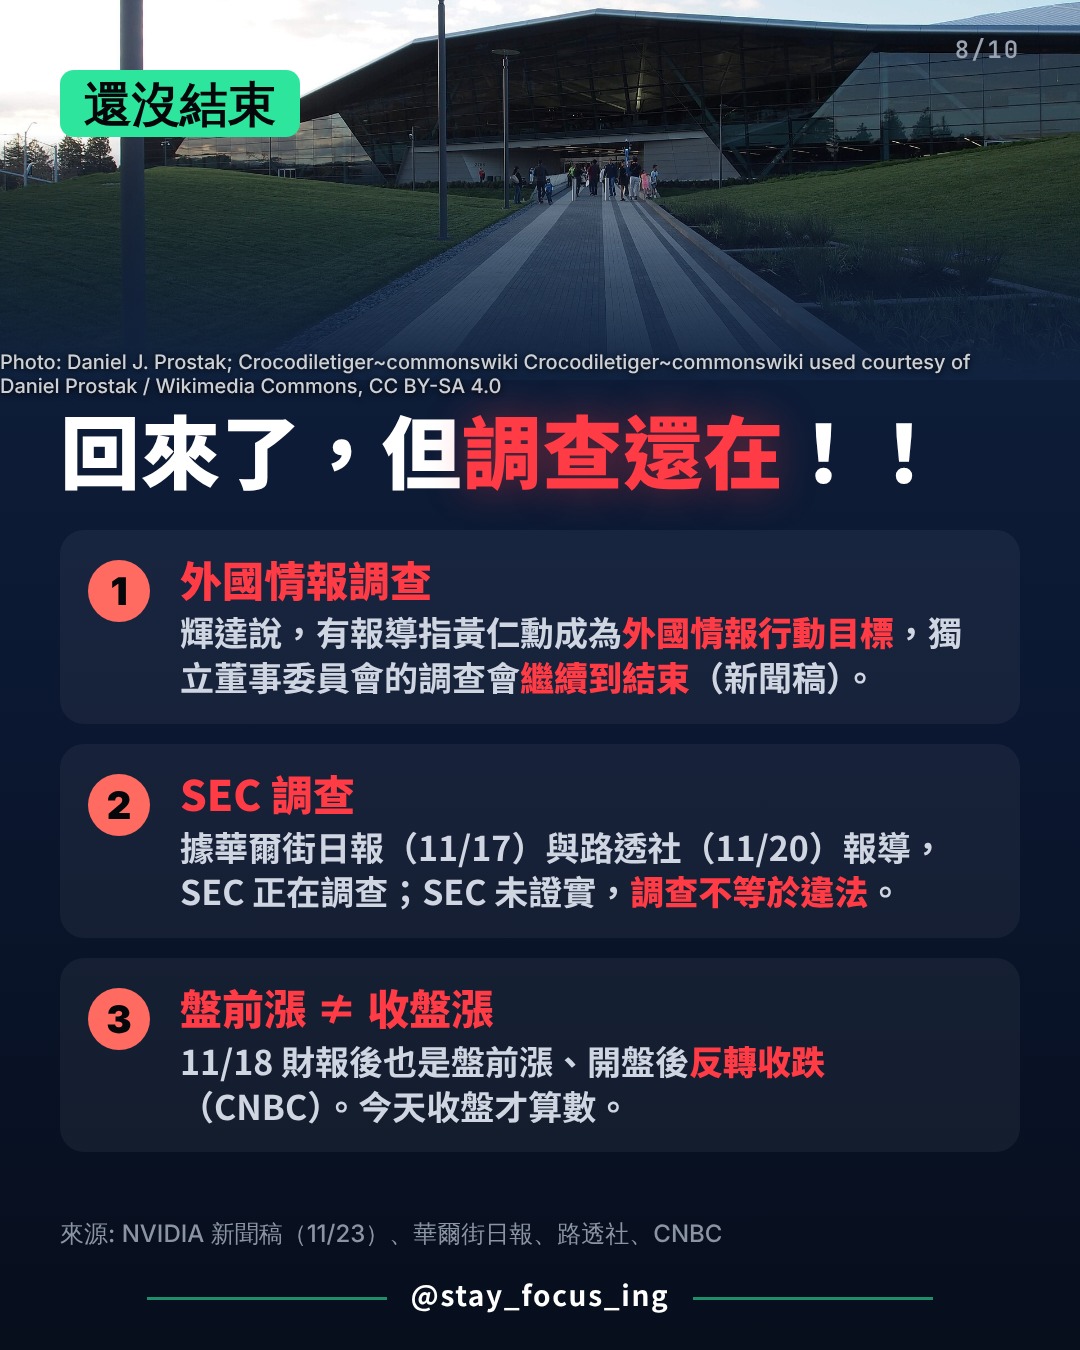 8/10
還沒結束
Photo: Daniel J. Prostak; Crocodiletiger~commonswiki Crocodiletiger~commonswiki used courtesy of
Daniel Prostak / Wikimedia Commons, CC BY-SA 4.0
回來了，但調查還在！！
1
外國情報調查
輝達說，有報導指黃仁勳成為外國情報行動目標，獨
立董事委員會的調查會繼續到結束（新聞稿）。
2
SEC 調查
據華爾街日報（11/17）與路透社（11/20）報導，
SEC 正在調查；SEC 未證實，調查不等於違法。
3
盤前漲 ≠ 收盤漲
11/18 財報後也是盤前漲、開盤後反轉收跌
（CNBC）。今天收盤才算數。
來源: NVIDIA 新聞稿（11/23）、華爾街日報、路透社、CNBC
@stay_focus_ing